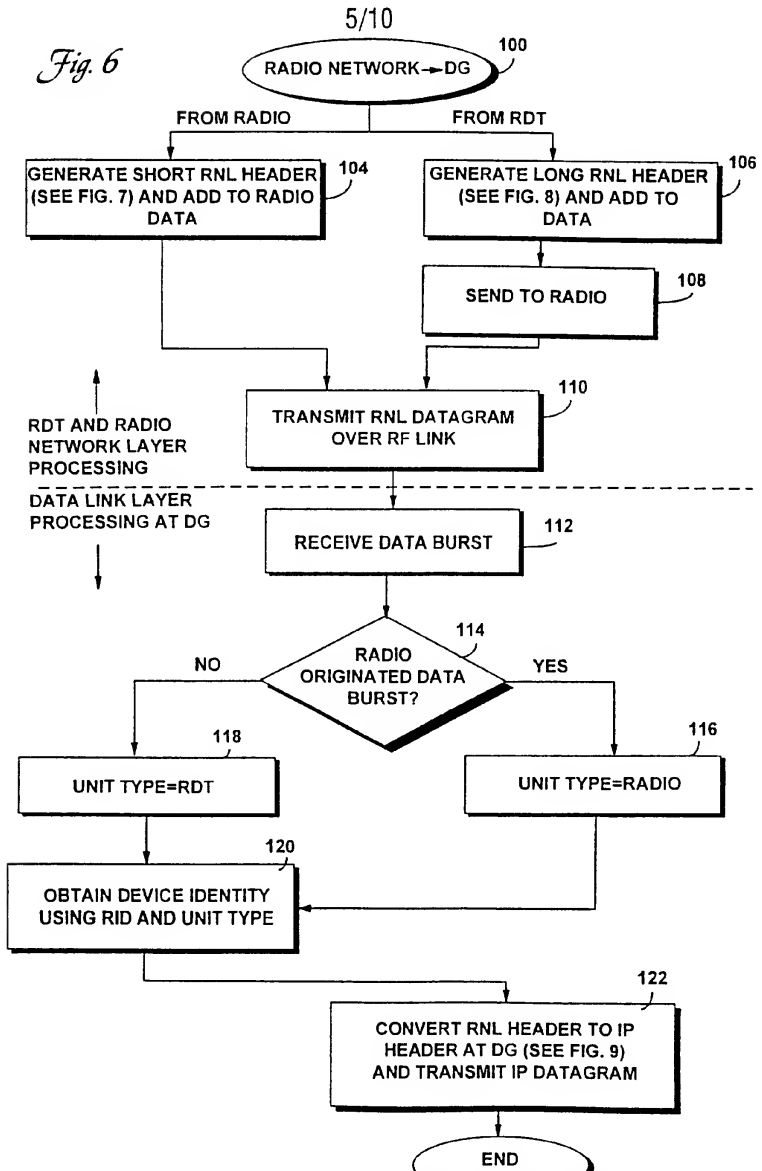 5/10
Fig. 6
RADIO NETWORK→DG
100
FROM RADIO
FROM RDT
GENERATE SHORT RNL HEADER
(SEE FIG. 7) AND ADD TO RADIO
DATA
104
GENERATE LONG RNL HEADER
(SEE FIG. 8) AND ADD TO
DATA
106
SEND TO RADIO
108
TRANSMIT RNL DATAGRAM
OVER RF LINK
110
RDT AND RADIO
NETWORK LAYER
PROCESSING
DATA LINK LAYER
PROCESSING AT DG
RECEIVE DATA BURST
112
RADIO
ORIGINATED DATA
BURST?
114
NO
YES
UNIT TYPE=RDT
118
UNIT TYPE=RADIO
116
OBTAIN DEVICE IDENTITY
USING RID AND UNIT TYPE
120
CONVERT RNL HEADER TO IP
HEADER AT DG (SEE FIG. 9)
AND TRANSMIT IP DATAGRAM
122
END